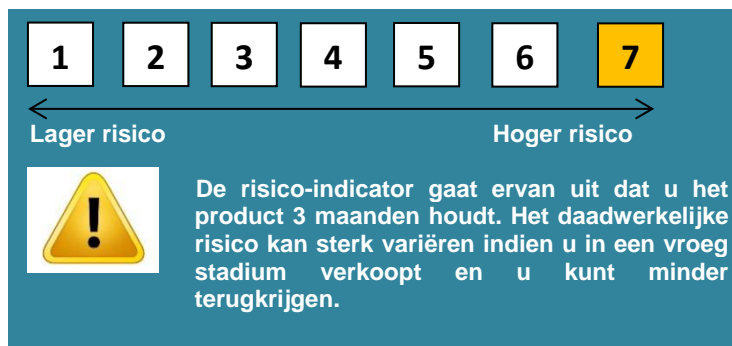 1 2 3 4 5 6 7
Lager risico Hoger risico
De risico-indicator gaat ervan uit dat u het
product 3 maanden houdt. Het daadwerkelijke
risico kan sterk variëren indien u in een vroeg
stadium verkoopt en u kunt minder
terugkrijgen.